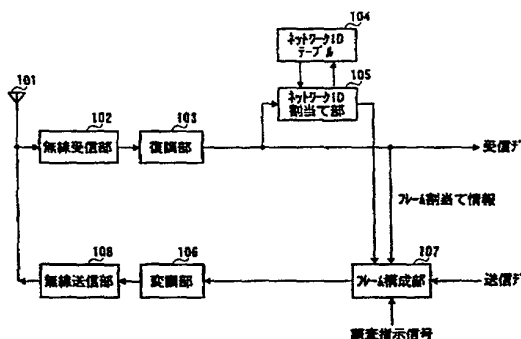 104
ネットワークID
テーブル
101
105
ネットワークID
割当て部
102
103
無線受信部
復調部
受信デ
フレーム割当て情報
108
106
107
無線送信部
変調部
フレーム構成部
送信デ
調査指示信号